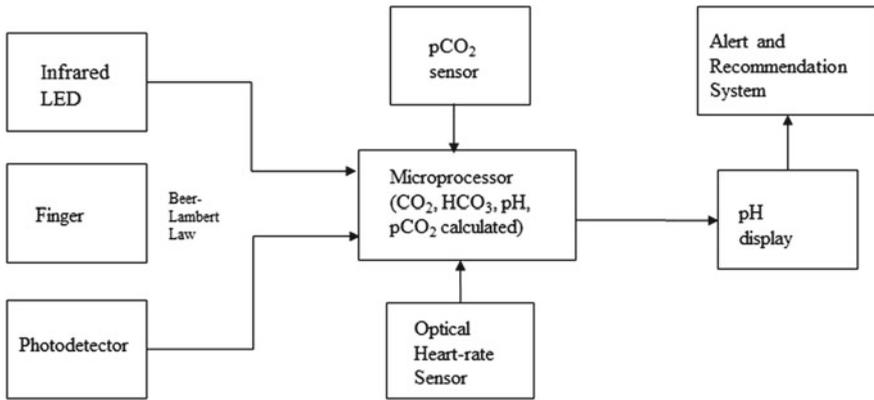 Infrared
LED
Finger
Photodetector
Beer-
Lambert
Law
pCO₂
sensor
Microprocessor
(CO₂, HCO₃, pH,
pCO₂ calculated)
Optical
Heart-rate
Sensor
Alert and
Recommendation
System
pH
display